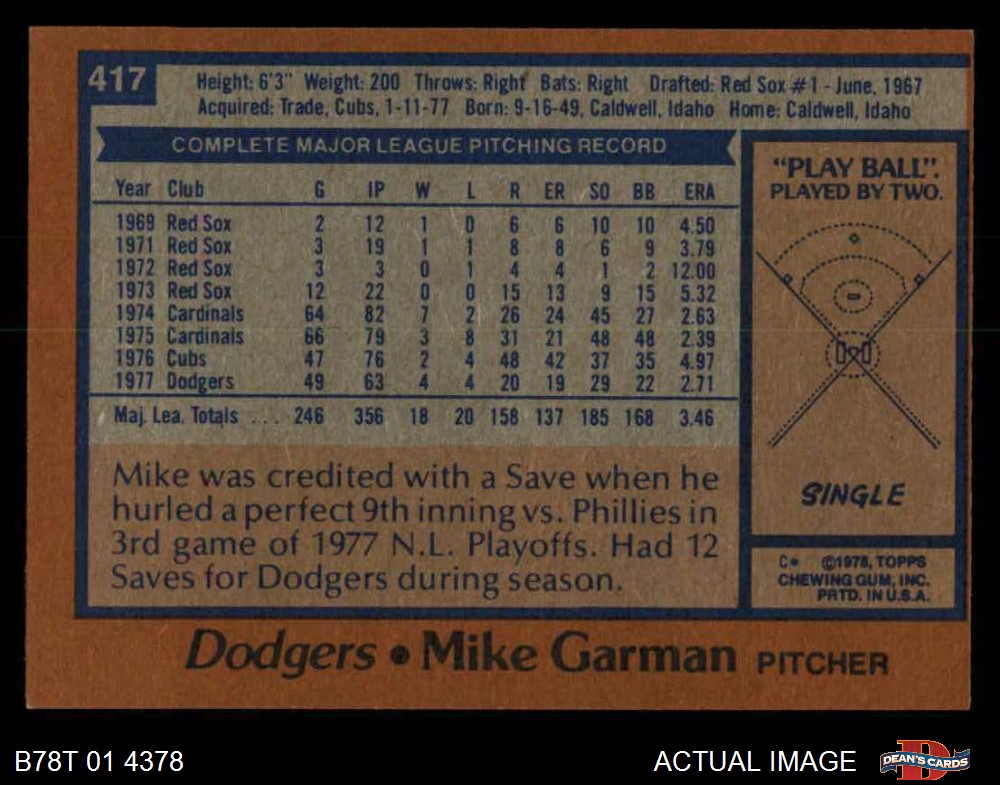 417
Height: 6'3" Weight: 200 Throws: Right Bats: Right Drafted: Red Sox #1 - June, 1967
Acquired: Trade, Cubs, 1-11-77 Born: 9-16-49, Caldwell, Idaho Home: Caldwell, Idaho
COMPLETE MAJOR LEAGUE PITCHING RECORD
Year Club G IP W L R ER SO BB ERA
1969 Red Sox 2 12 1 0 6 6 10 10 4.50
1971 Red Sox 3 19 1 1 8 8 6 9 3.79
1972 Red Sox 3 3 0 1 4 4 1 2 12.00
1973 Red Sox 12 22 0 0 15 13 9 15 5.32
1974 Cardinals 64 82 7 2 26 24 45 27 2.63
1975 Cardinals 66 79 3 8 31 21 48 48 2.39
1976 Cubs 47 76 2 4 48 42 37 35 4.97
1977 Dodgers 49 63 4 4 20 19 29 22 2.71
Maj. Lea. Totals ... 246 356 18 20 158 137 185 168 3.46
Mike was credited with a Save when he
hurled a perfect 9th inning vs. Phillies in
3rd game of 1977 N.L. Playoffs. Had 12
Saves for Dodgers during season.
"PLAY BALL".
PLAYED BY TWO.
SINGLE
C* ©1978, TOPPS
CHEWING GUM, INC.
PRTD. IN U.S.A.
Dodgers • Mike Garman PITCHER
B78T 01 4378
ACTUAL IMAGE
D
DEAN'S CARDS